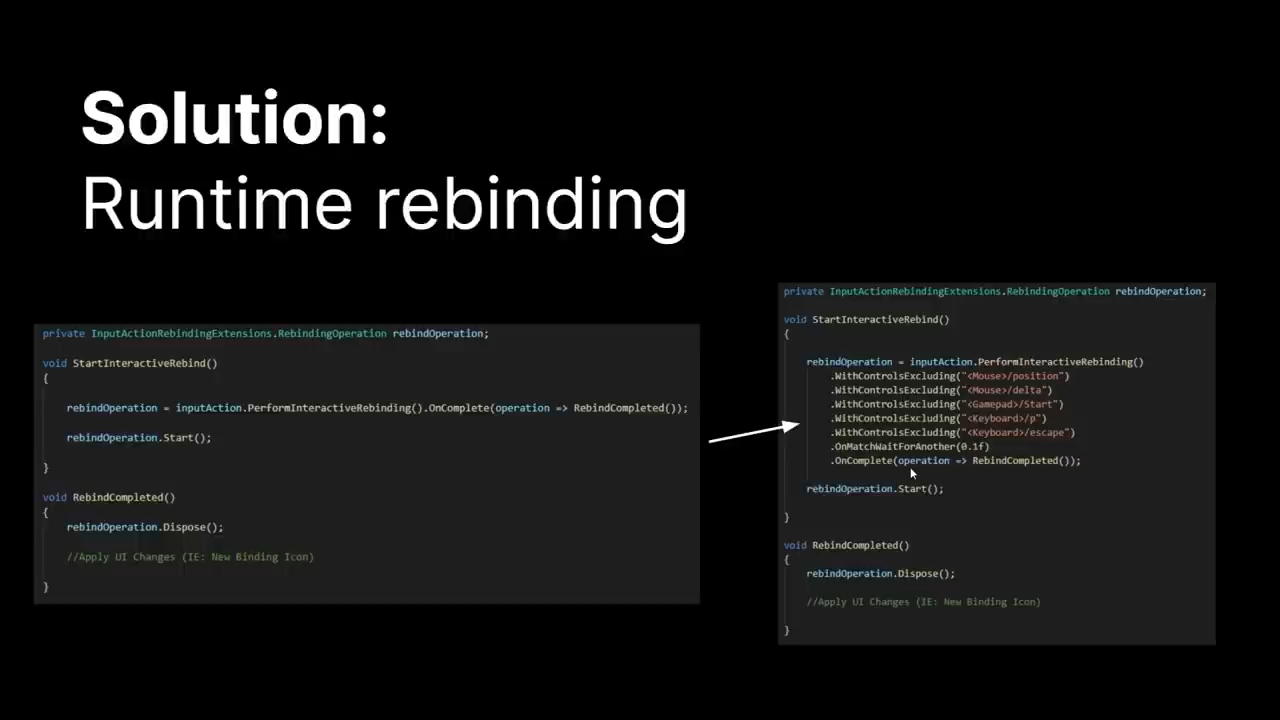 Solution:
Runtime rebinding
private InputActionRebindingExtensions.RebindingOperation rebindOperation;
void StartInteractiveRebind()
{
rebindOperation = inputAction.PerformInteractiveRebinding().OnComplete(operation => RebindCompleted());
rebindOperation.Start();
}
void RebindCompleted()
{
rebindOperation.Dispose();
//Apply UI Changes (IE: New Binding Icon)
}
private InputActionRebindingExtensions.RebindingOperation rebindOperation;
void StartInteractiveRebind()
{
rebindOperation = inputAction.PerformInteractiveRebinding()
.WithControlsExcluding("<Mouse>/position")
.WithControlsExcluding("<Mouse>/delta")
.WithControlsExcluding("<Gamepad>/Start")
.WithControlsExcluding("<Keyboard>/p")
.WithControlsExcluding("<Keyboard>/escape")
.OnMatchWaitForAnother(0.1f)
.OnComplete(operation => RebindCompleted());
rebindOperation.Start();
}
void RebindCompleted()
{
rebindOperation.Dispose();
//Apply UI Changes (IE: New Binding Icon)
}